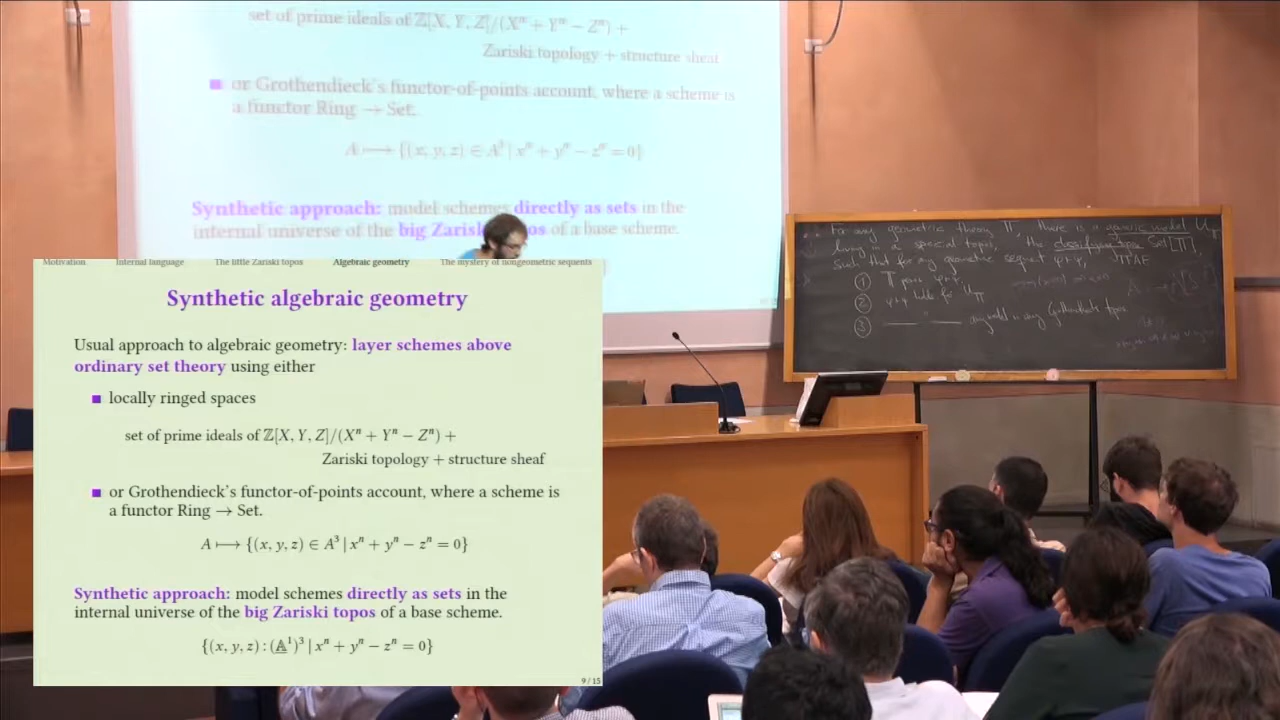 set of prime ideals of ℤ[X, Y, Z]/(Xⁿ + Yⁿ − Zⁿ) +
Zariski topology + structure sheaf
■ or Grothendieck's functor-of-points account, where a scheme is
a functor Ring → Set.
A ⟼ {(x, y, z) ∈ A³ | xⁿ + yⁿ − zⁿ = 0}
Synthetic approach: model schemes directly as sets in the
internal universe of the big of a base scheme.
to any geometric theory 𝕋, there is a generic model U_𝕋
living in a special topos, the classifying topos Set[𝕋]
such that for any geometric sequent φ⊢ψ, TFAE
① 𝕋 proves φ⊢ψ
② φ⊢ψ holds for U_𝕋
③ any model in any Grothendieck topos
Motivation Internal language The little Zariski topos Algebraic geometry The mystery of nongeometric sequents
Synthetic algebraic geometry
Usual approach to algebraic geometry: layer schemes above
ordinary set theory using either
■ locally ringed spaces
set of prime ideals of ℤ[X, Y, Z]/(Xⁿ + Yⁿ − Zⁿ) +
Zariski topology + structure sheaf
■ or Grothendieck's functor-of-points account, where a scheme is
a functor Ring → Set.
A ⟼ {(x, y, z) ∈ A³ | xⁿ + yⁿ − zⁿ = 0}
Synthetic approach: model schemes directly as sets in the
internal universe of the big Zariski topos of a base scheme.
{(x, y, z) : (𝔸¹)³ | xⁿ + yⁿ − zⁿ = 0}
9 / 15